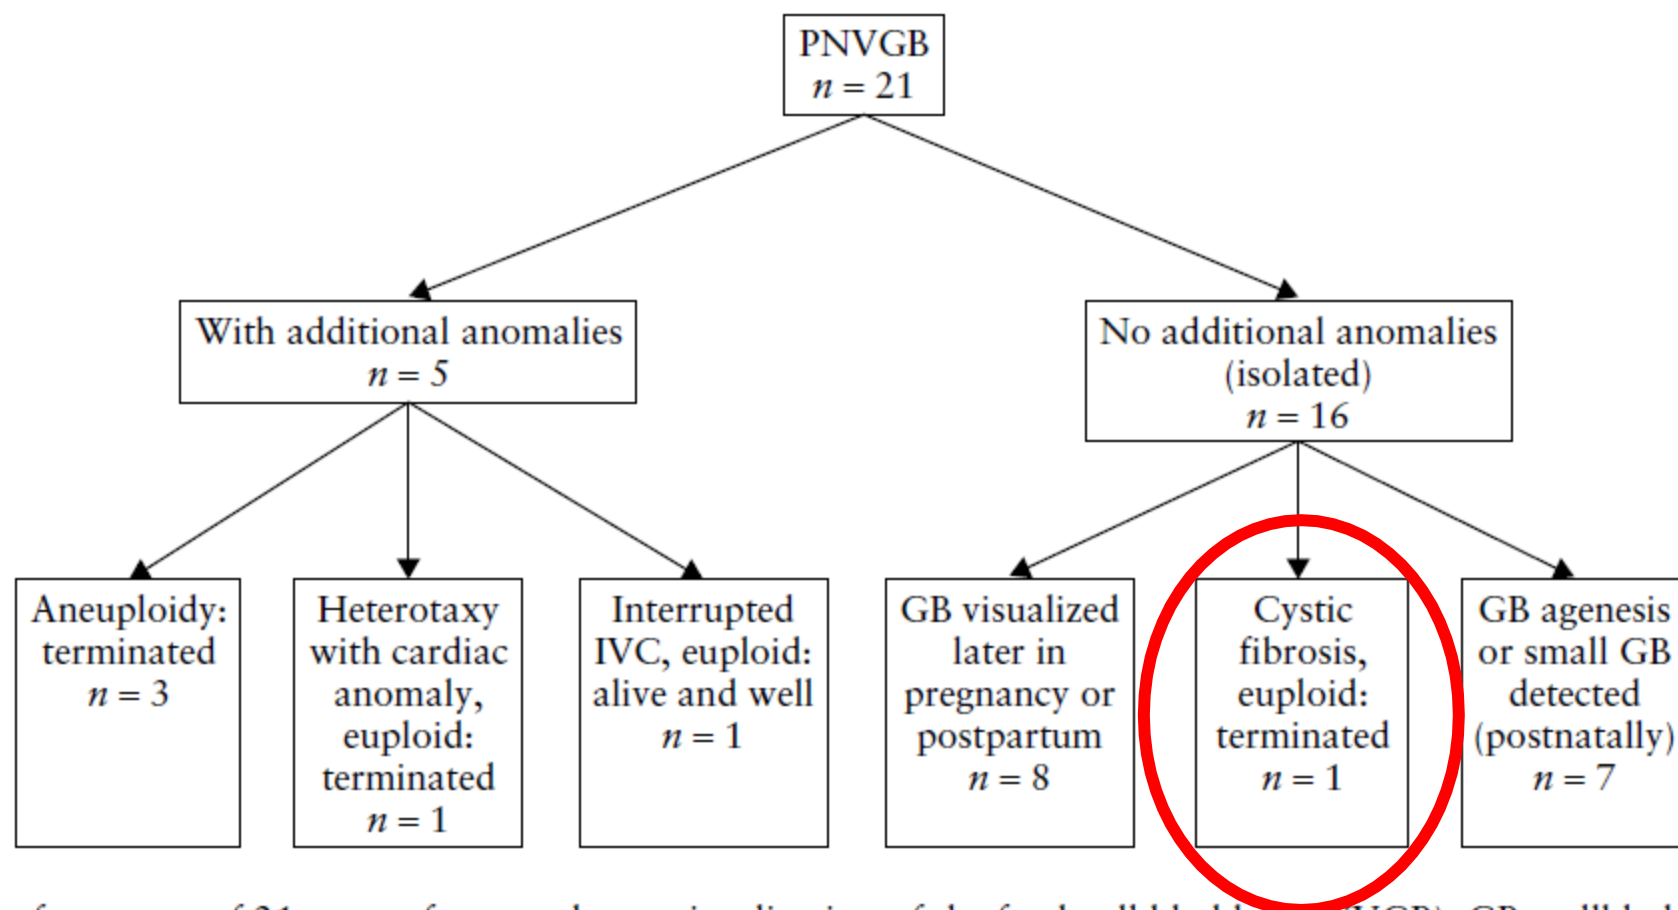 PNVGB
n = 21
With additional anomalies
n = 5
No additional anomalies
(isolated)
n = 16
Aneuploidy:
terminated
n = 3
Heterotaxy
with cardiac
anomaly,
euploid:
terminated
n = 1
Interrupted
IVC, euploid:
alive and well
n = 1
GB visualized
later in
pregnancy or
postpartum
n = 8
Cystic
fibrosis,
euploid:
terminated
n = 1
GB agenesis
or small GB
detected
(postnatally)
n = 7